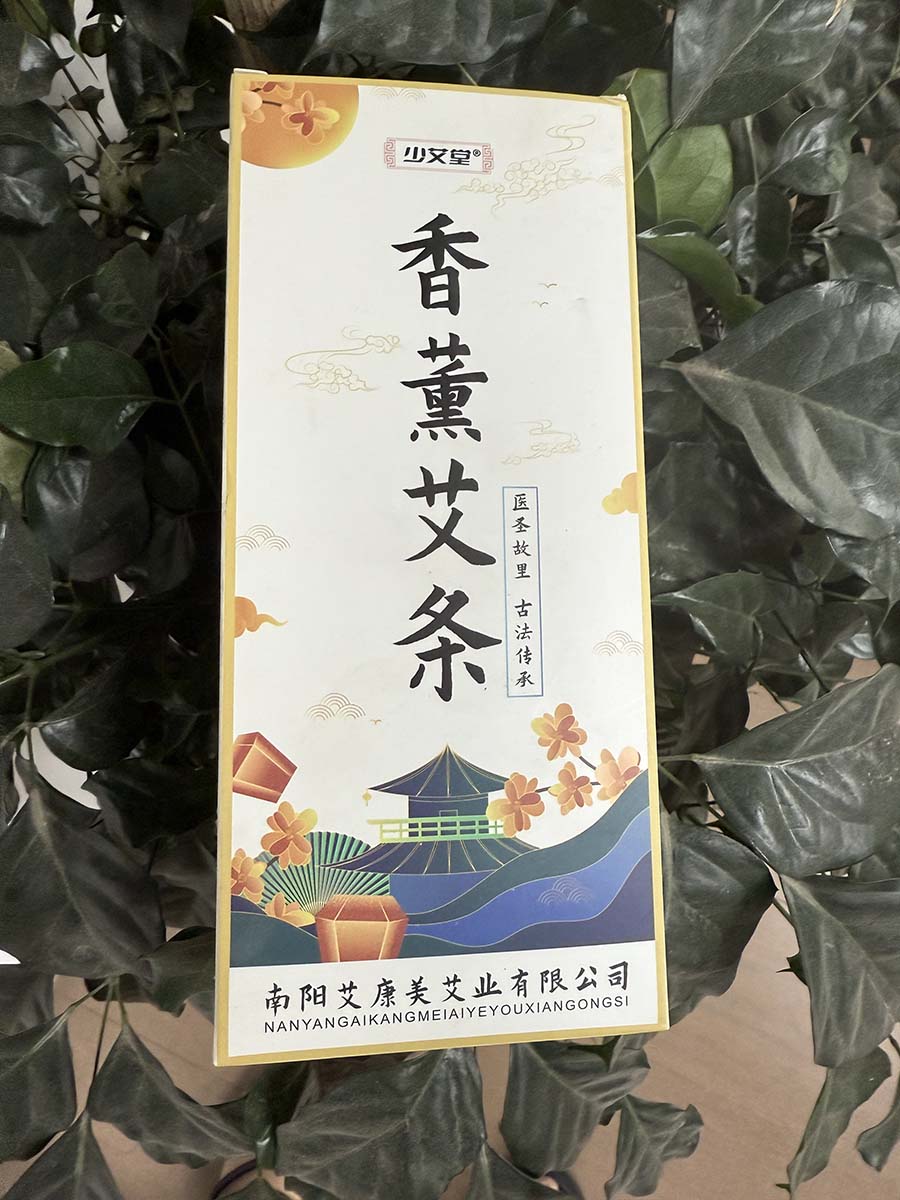 少艾堂®
香薰艾条
医圣故里 古法传承
南阳艾康美艾业有限公司
NANYANGAIKANGMEIAIYEYOUXIANGONGSI